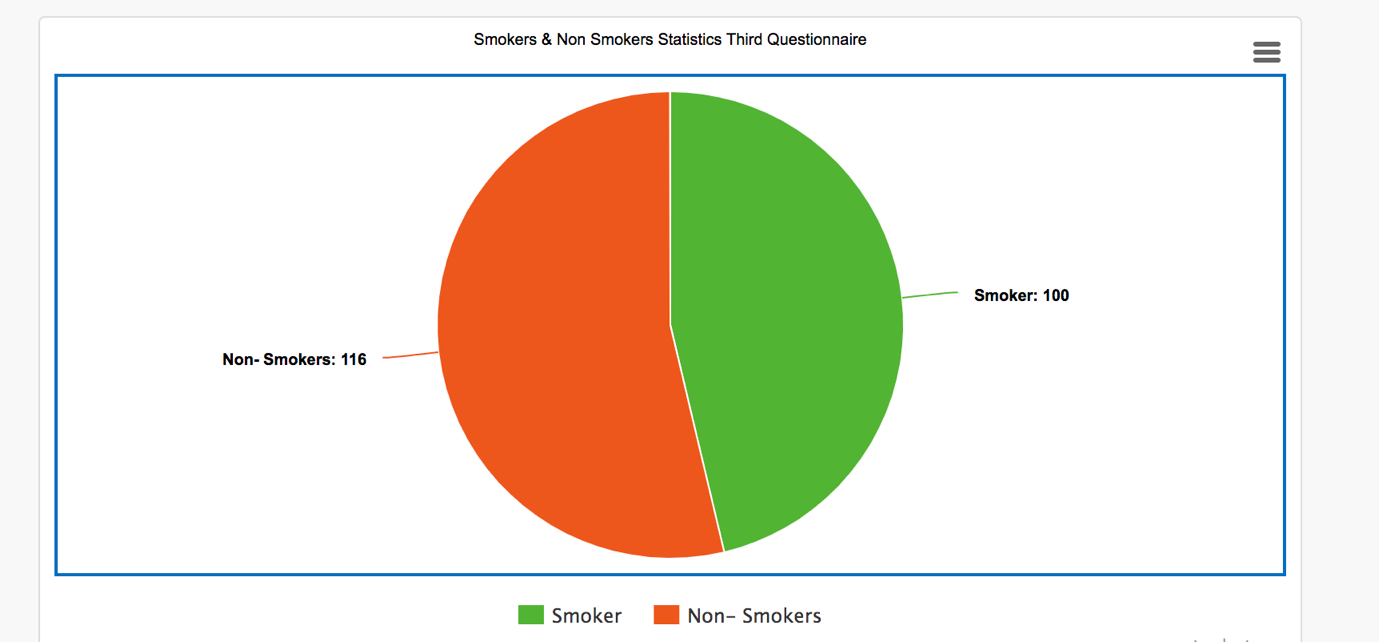 Smokers & Non Smokers Statistics Third Questionnaire
Smoker: 100
Non- Smokers: 116
Smoker
Non- Smokers